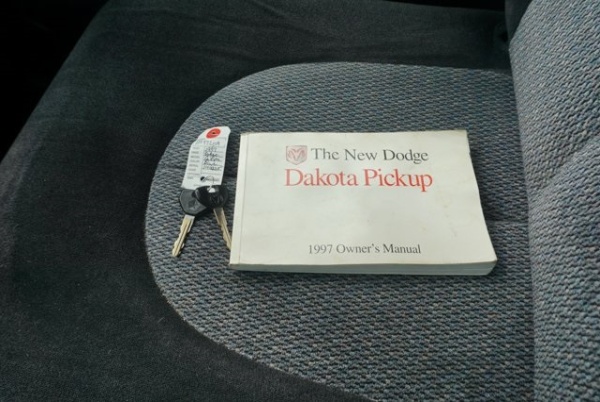 The New Dodge
Dakota Pickup
1997 Owner's Manual